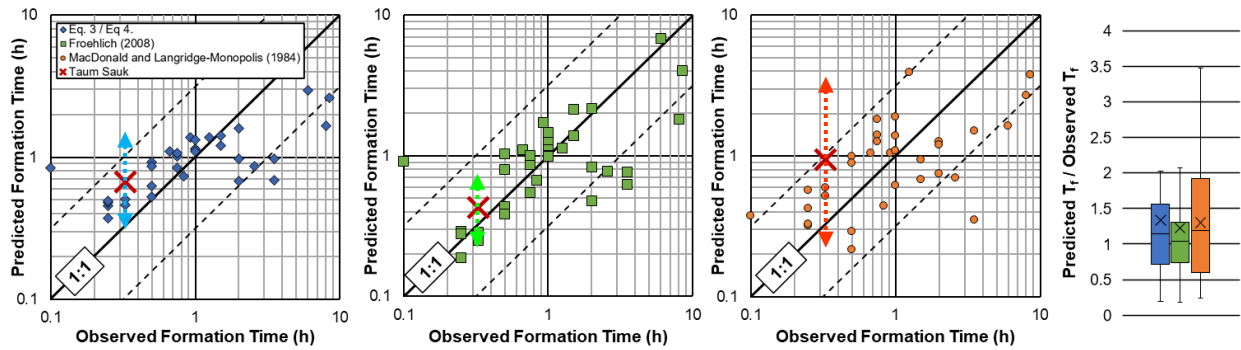 Predicted Formation Time (h)
10
1
0.1
Eq. 3 / Eq 4.
Froehlich (2008)
MacDonald and Langridge-Monopolis (1984)
Taum Sauk
1:1
0.1
1
10
Observed Formation Time (h)
Predicted Formation Time (h)
10
1
0.1
1:1
0.1
1
10
Observed Formation Time (h)
Predicted Formation Time (h)
10
1
0.1
1:1
0.1
1
10
Observed Formation Time (h)
Predicted Tf / Observed Tf
4
3.5
3
2.5
2
1.5
1
0.5
0